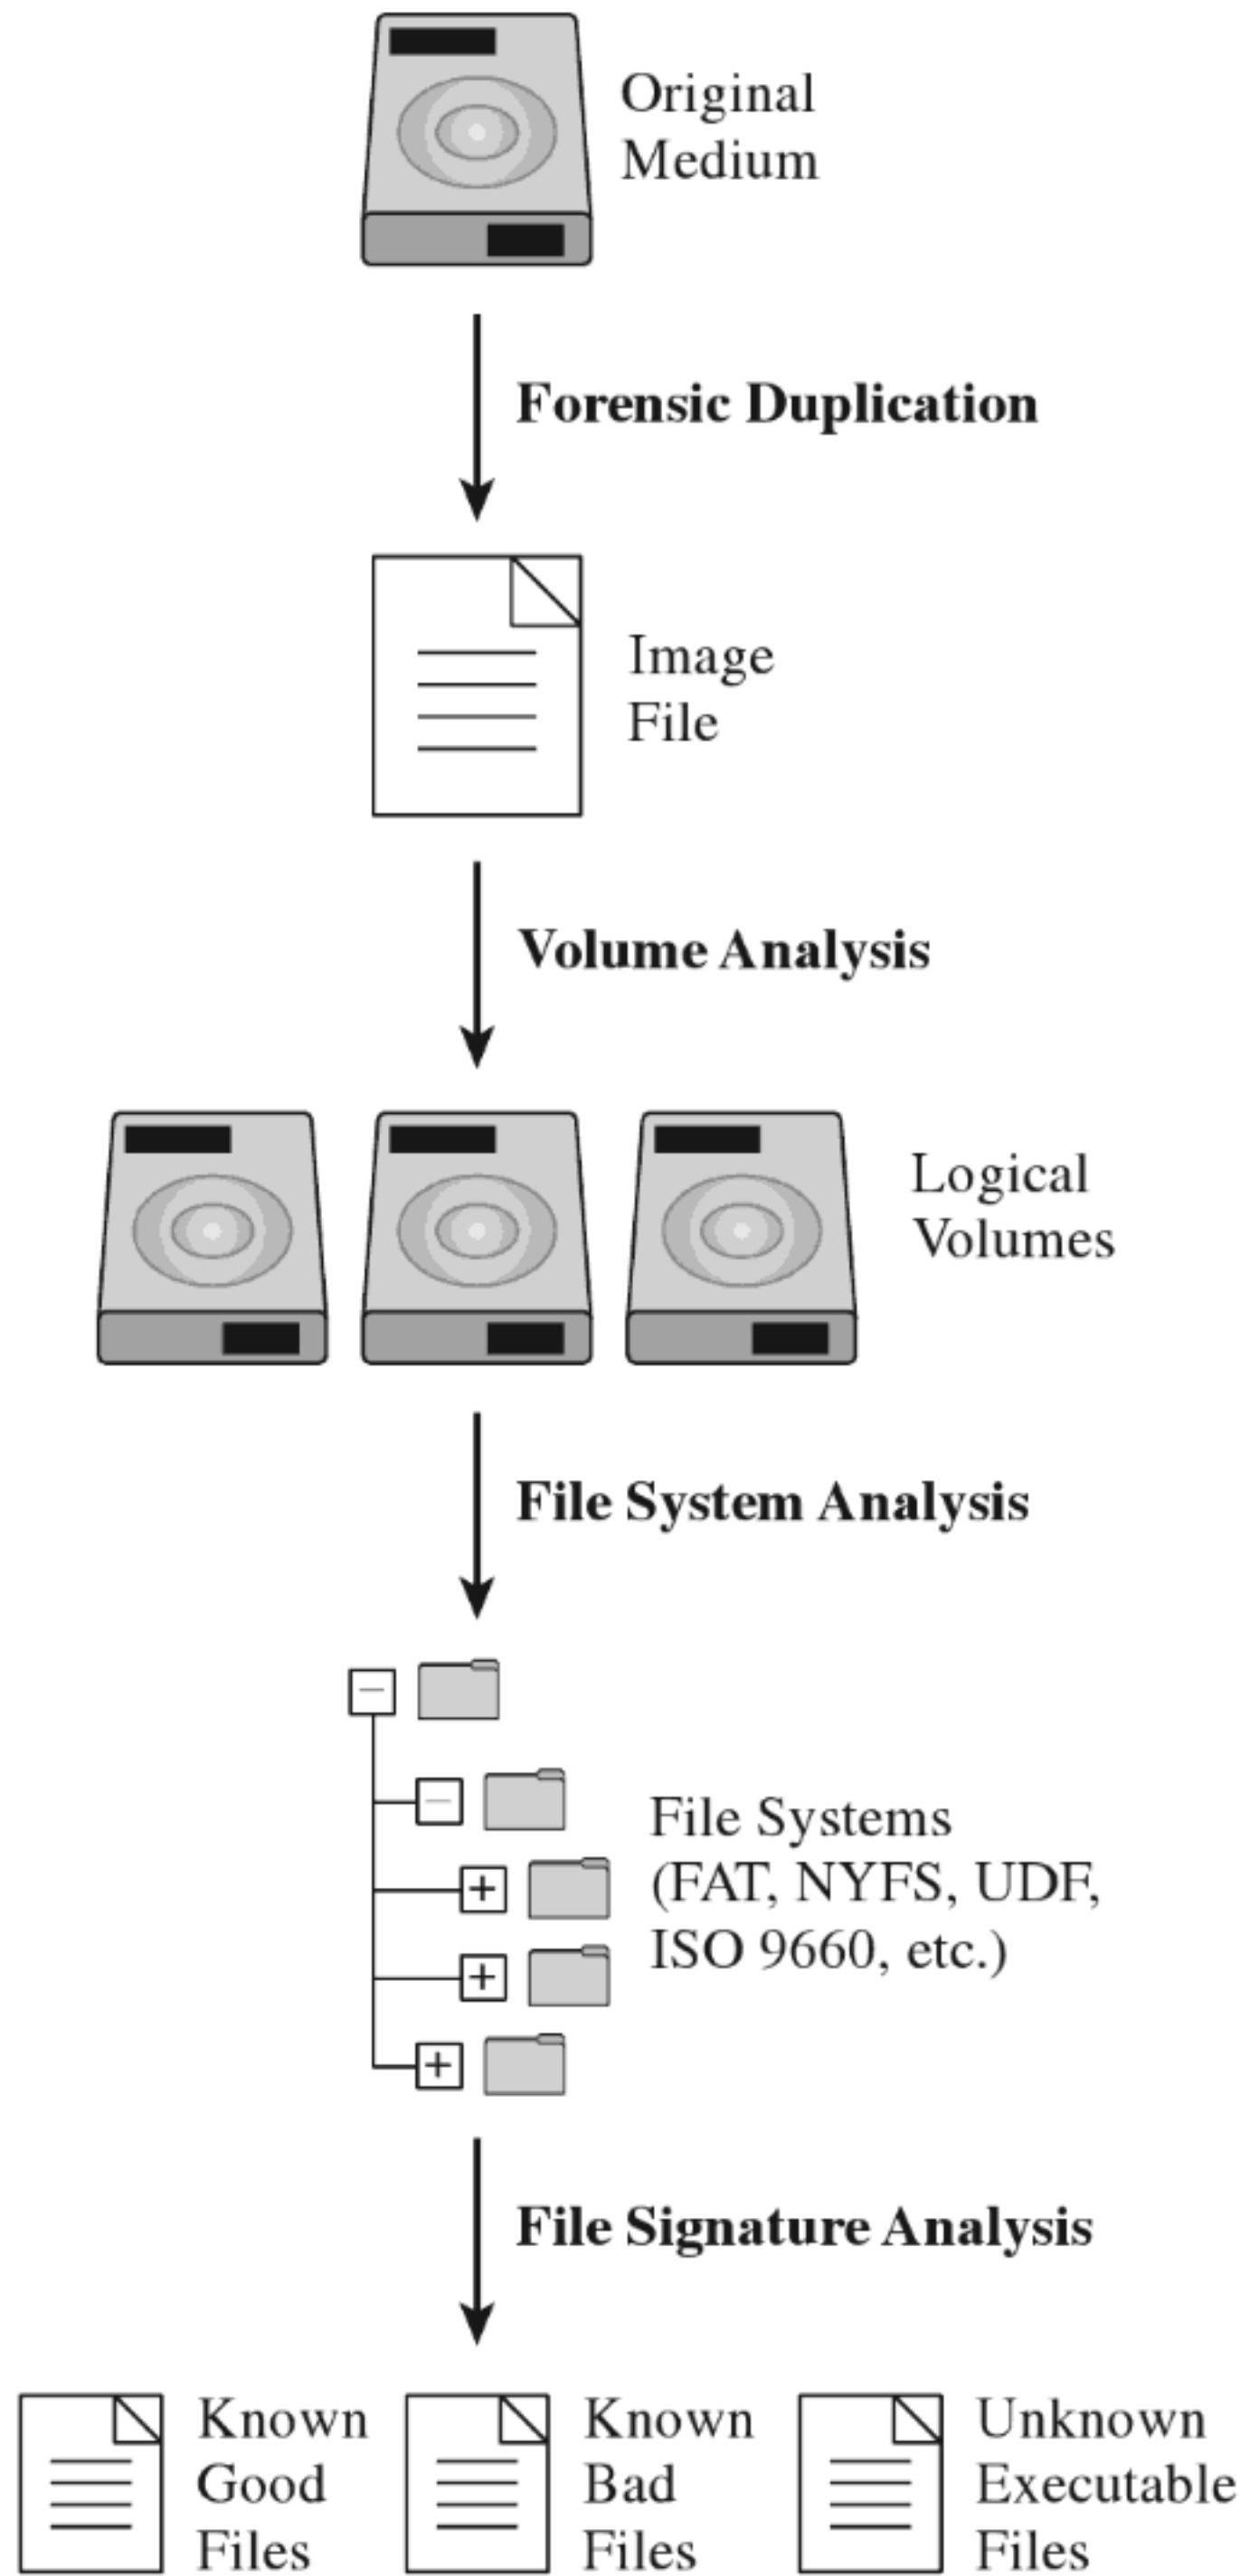 Original
Medium
Forensic Duplication
Image
File
Volume Analysis
Logical
Volumes
File System Analysis
File Systems
(FAT, NYFS, UDF,
ISO 9660, etc.)
File Signature Analysis
Known
Good
Files
Known
Bad
Files
Unknown
Executable
Files